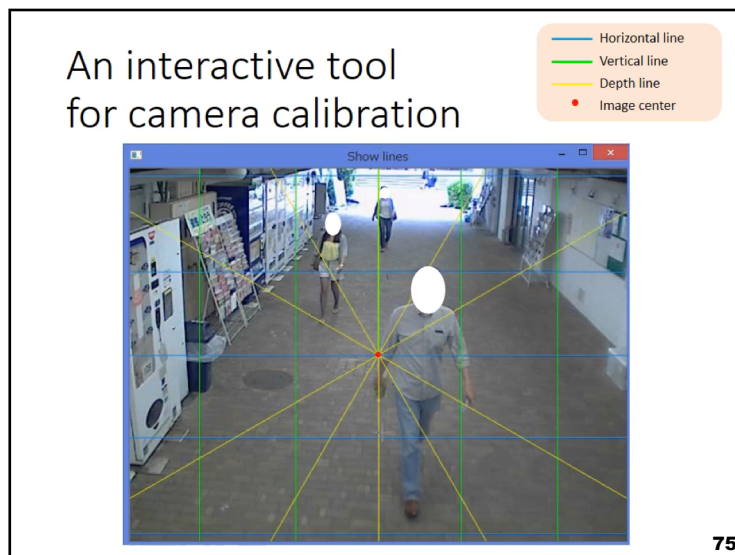 An interactive tool
for camera calibration
Horizontal line
Vertical line
Depth line
Image center
Show lines
75